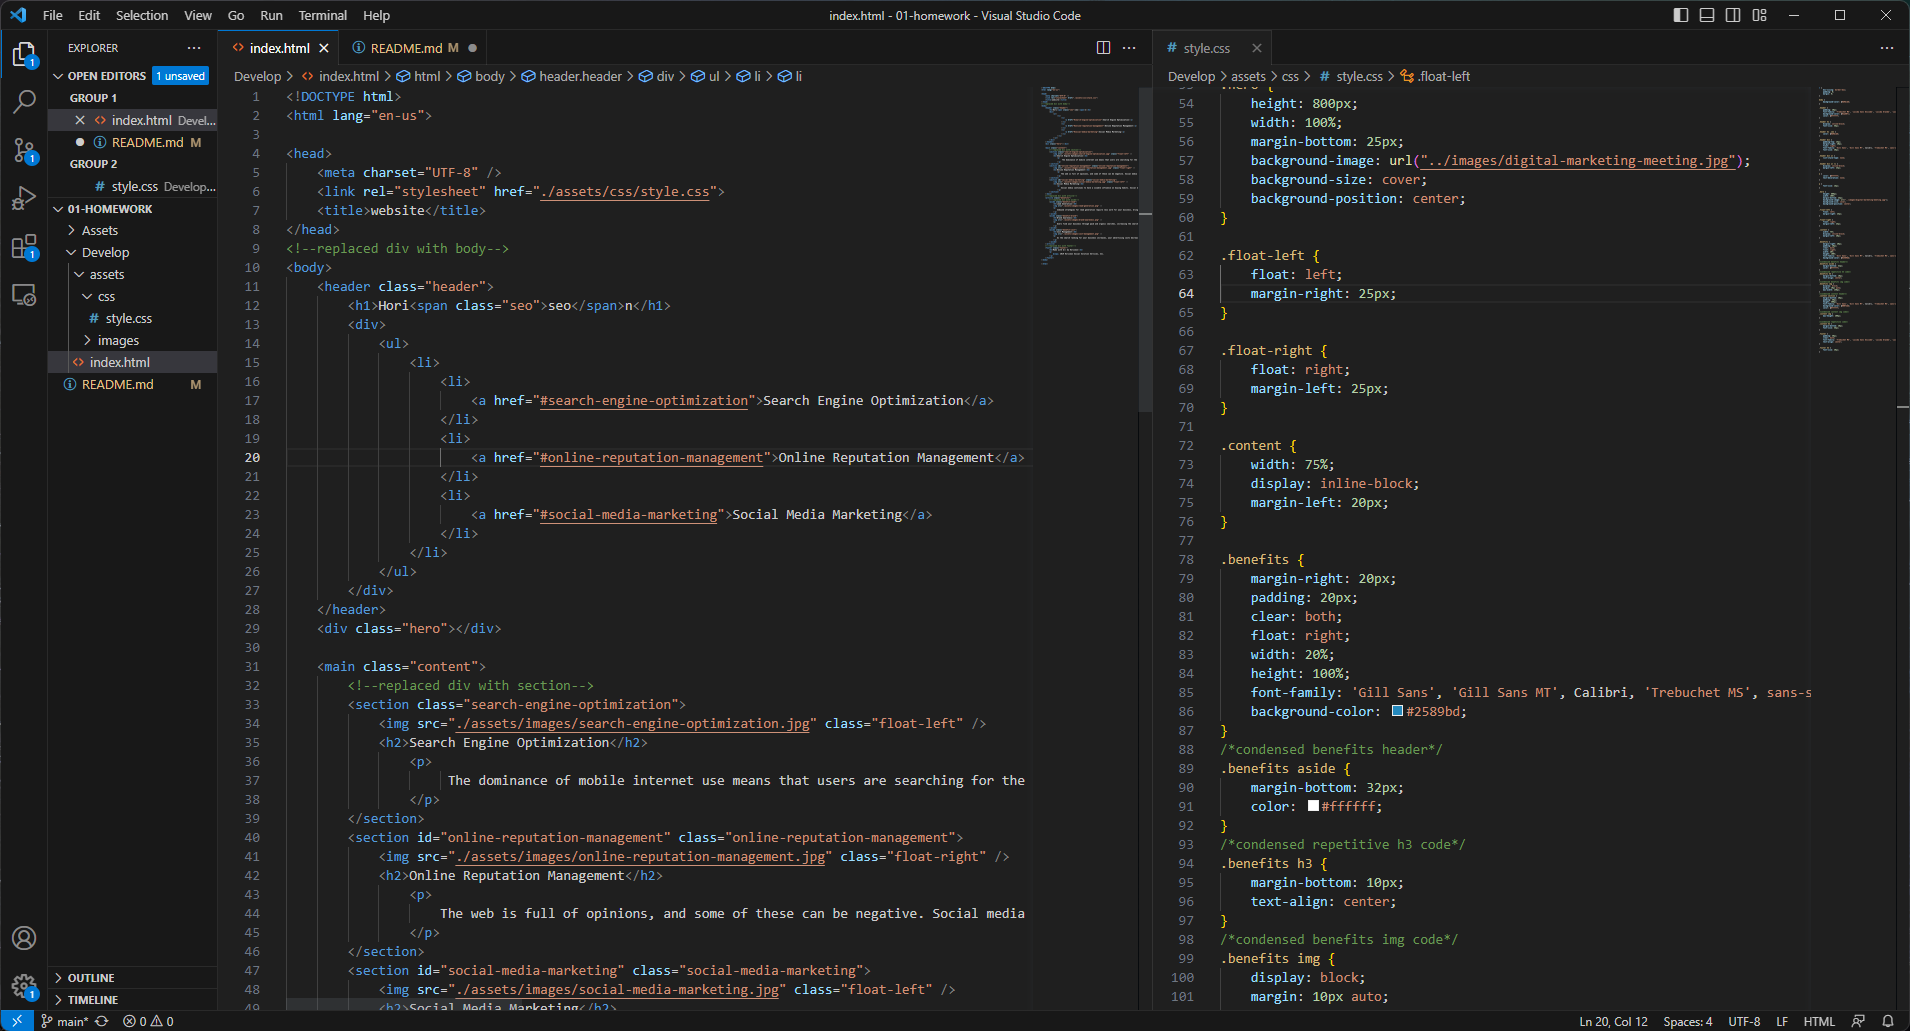 File Edit Selection View Go Run Terminal Help
index.html - 01-homework - Visual Studio Code
EXPLORER
OPEN EDITORS 1 unsaved
GROUP 1
index.html Devel...
README.md M
GROUP 2
style.css Develop...
01-HOMEWORK
Assets
Develop
assets
css
style.css
images
index.html
README.md M
OUTLINE
TIMELINE
index.html
README.md M
Develop > index.html > html > body > header.header > div > ul > li > li
1 <!DOCTYPE html>
2 <html lang="en-us">
3
4 <head>
5 <meta charset="UTF-8" />
6 <link rel="stylesheet" href="./assets/css/style.css">
7 <title>website</title>
8 </head>
9 <!--replaced div with body-->
10 <body>
11 <header class="header">
12 <h1>Hori<span class="seo">seo</span>n</h1>
13 <div>
14 <ul>
15 <li>
16 <li>
17 <a href="#search-engine-optimization">Search Engine Optimization</a>
18 </li>
19 <li>
20 <a href="#online-reputation-management">Online Reputation Management</a>
21 </li>
22 <li>
23 <a href="#social-media-marketing">Social Media Marketing</a>
24 </li>
25 </li>
26 </ul>
27 </div>
28 </header>
29 <div class="hero"></div>
30
31 <main class="content">
32 <!--replaced div with section-->
33 <section class="search-engine-optimization">
34 <img src="./assets/images/search-engine-optimization.jpg" class="float-left" />
35 <h2>Search Engine Optimization</h2>
36 <p>
37 The dominance of mobile internet use means that users are searching for the
38 </p>
39 </section>
40 <section id="online-reputation-management" class="online-reputation-management">
41 <img src="./assets/images/online-reputation-management.jpg" class="float-right" />
42 <h2>Online Reputation Management</h2>
43 <p>
44 The web is full of opinions, and some of these can be negative. Social media
45 </p>
46 </section>
47 <section id="social-media-marketing" class="social-media-marketing">
48 <img src="./assets/images/social-media-marketing.jpg" class="float-left" />
49 <h2>Social Media Marketing</h2>
style.css
Develop > assets > css > style.css > .float-left
53 .hero {
54 height: 800px;
55 width: 100%;
56 margin-bottom: 25px;
57 background-image: url("../images/digital-marketing-meeting.jpg");
58 background-size: cover;
59 background-position: center;
60 }
61
62 .float-left {
63 float: left;
64 margin-right: 25px;
65 }
66
67 .float-right {
68 float: right;
69 margin-left: 25px;
70 }
71
72 .content {
73 width: 75%;
74 display: inline-block;
75 margin-left: 20px;
76 }
77
78 .benefits {
79 margin-right: 20px;
80 padding: 20px;
81 clear: both;
82 float: right;
83 width: 20%;
84 height: 100%;
85 font-family: 'Gill Sans', 'Gill Sans MT', Calibri, 'Trebuchet MS', sans-s
86 background-color: #2589bd;
87 }
88 /*condensed benefits header*/
89 .benefits aside {
90 margin-bottom: 32px;
91 color: #ffffff;
92 }
93 /*condensed repetitive h3 code*/
94 .benefits h3 {
95 margin-bottom: 10px;
96 text-align: center;
97 }
98 /*condensed benefits img code*/
99 .benefits img {
100 display: block;
101 margin: 10px auto;
main* 0 0
Ln 20, Col 12 Spaces: 4 UTF-8 LF HTML